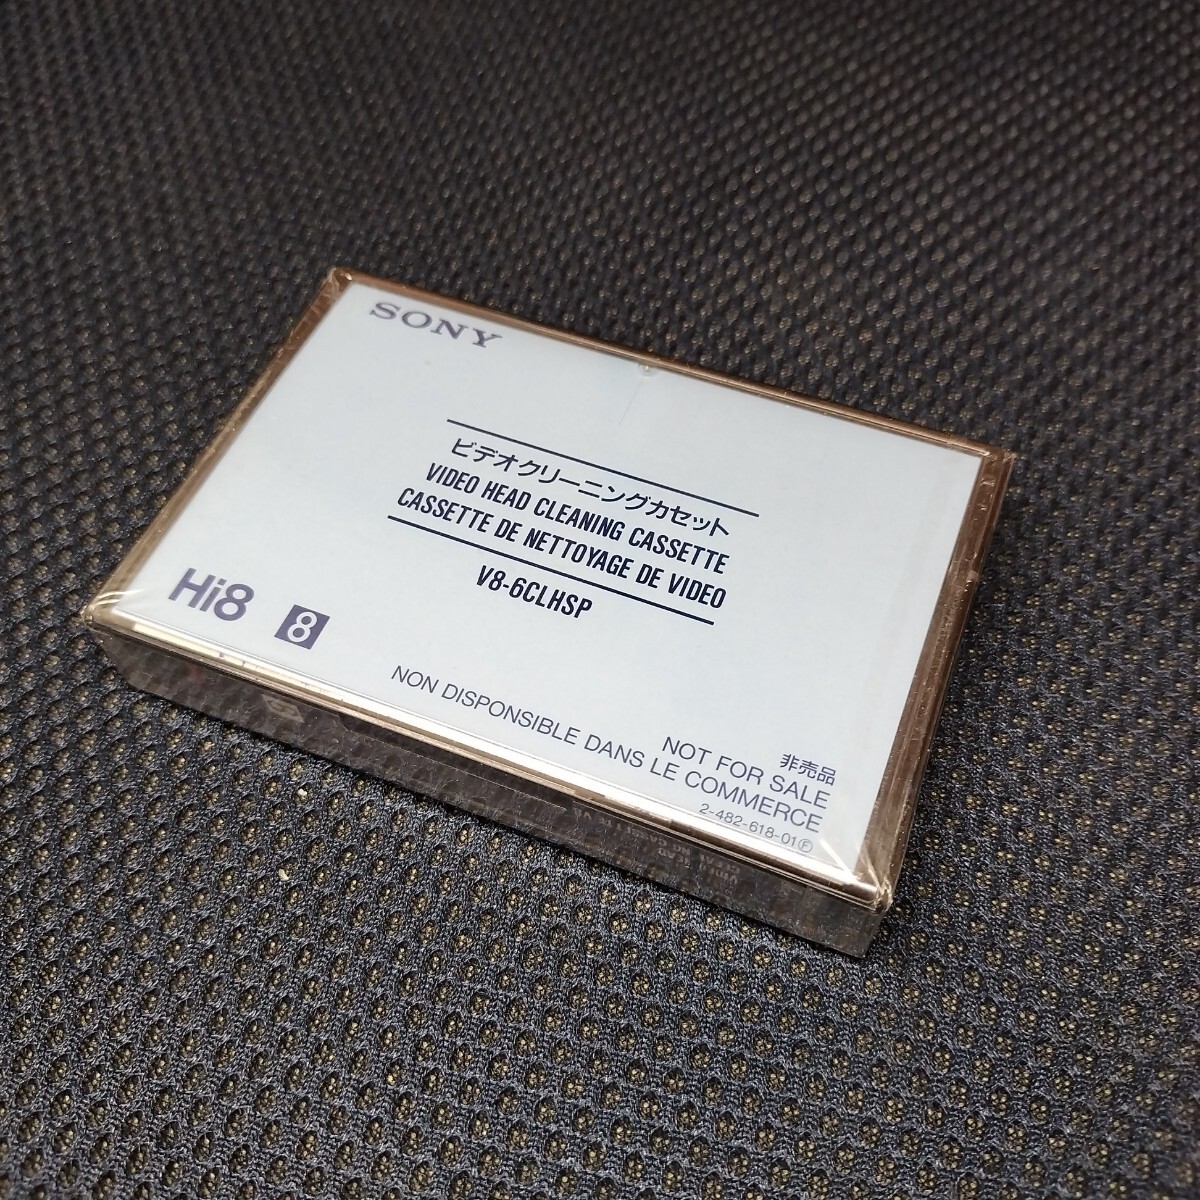 SONY
ビデオクリーニングカセット
VIDEO HEAD CLEANING CASSETTE
CASSETTE DE NETTOYAGE DE VIDEO
V8-6CLHSP
Hi8 8
非売品
NOT FOR SALE
NON DISPONSIBLE DANS LE COMMERCE
2-482-618-01Ⓕ